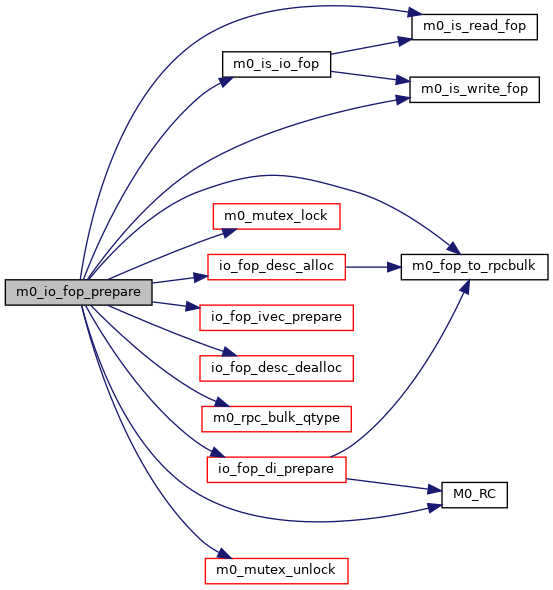 m0_is_read_fop
m0_is_io_fop
m0_is_write_fop
m0_mutex_lock
io_fop_desc_alloc
m0_fop_to_rpcbulk
m0_io_fop_prepare
io_fop_ivec_prepare
io_fop_desc_dealloc
m0_rpc_bulk_qtype
io_fop_di_prepare
M0_RC
m0_mutex_unlock